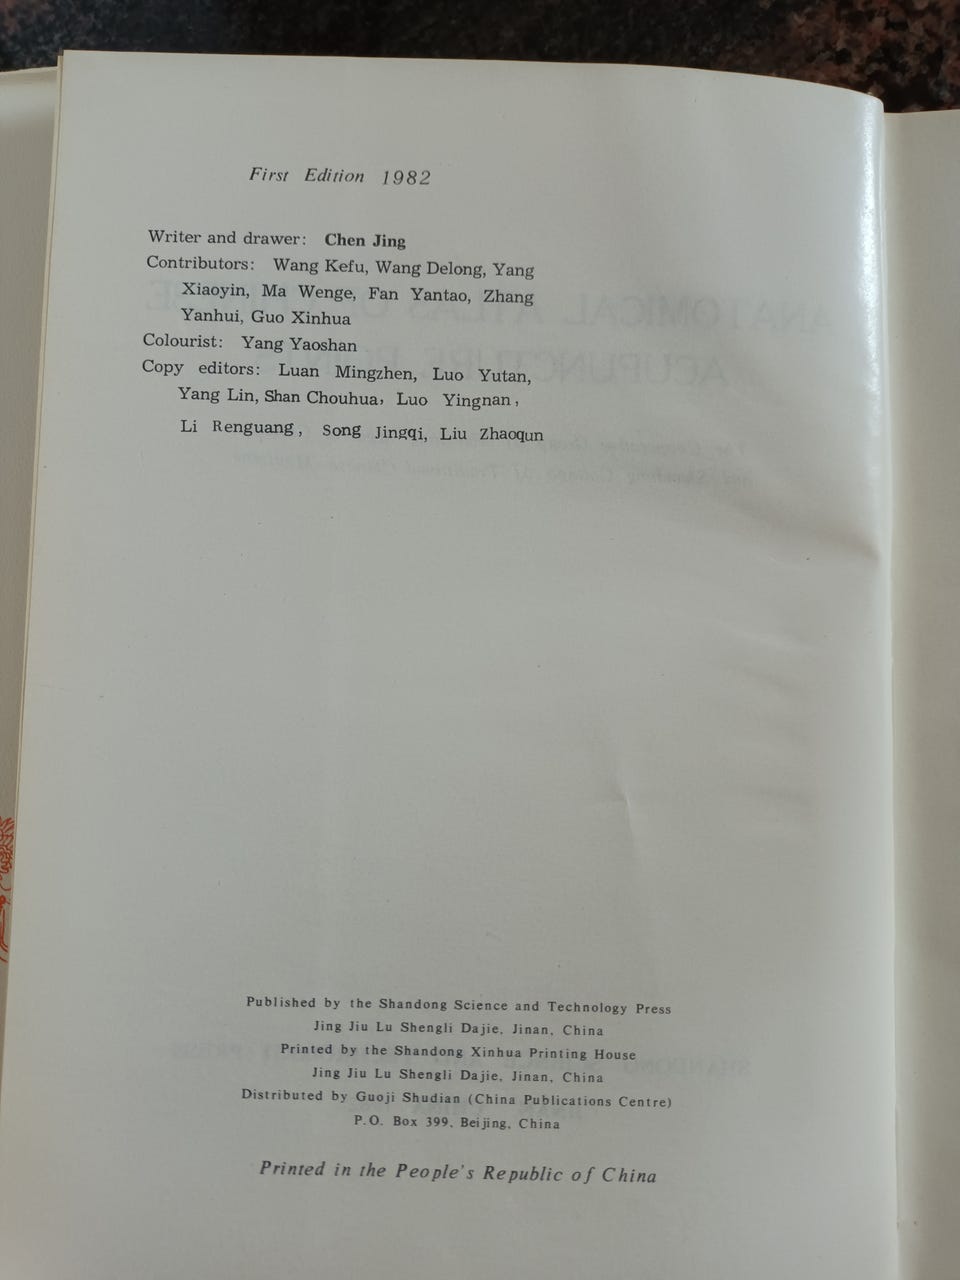 First Edition 1982
Writer and drawer: Chen Jing
Contributors: Wang Kefu, Wang Delong, Yang
Xiaoyin, Ma Wenge, Fan Yantao, Zhang
Yanhui, Guo Xinhua
Colourist: Yang Yaoshan
Copy editors: Luan Mingzhen, Luo Yutan,
Yang Lin, Shan Chouhua, Luo Yingnan,
Li Renguang, Song Jingqi, Liu Zhaoqun
Published by the Shandong Science and Technology Press
Jing Jiu Lu Shengli Dajie, Jinan, China
Printed by the Shandong Xinhua Printing House
Jing Jiu Lu Shengli Dajie, Jinan, China
Distributed by Guoji Shudian (China Publications Centre)
P.O. Box 399, Beijing, China
Printed in the People's Republic of China